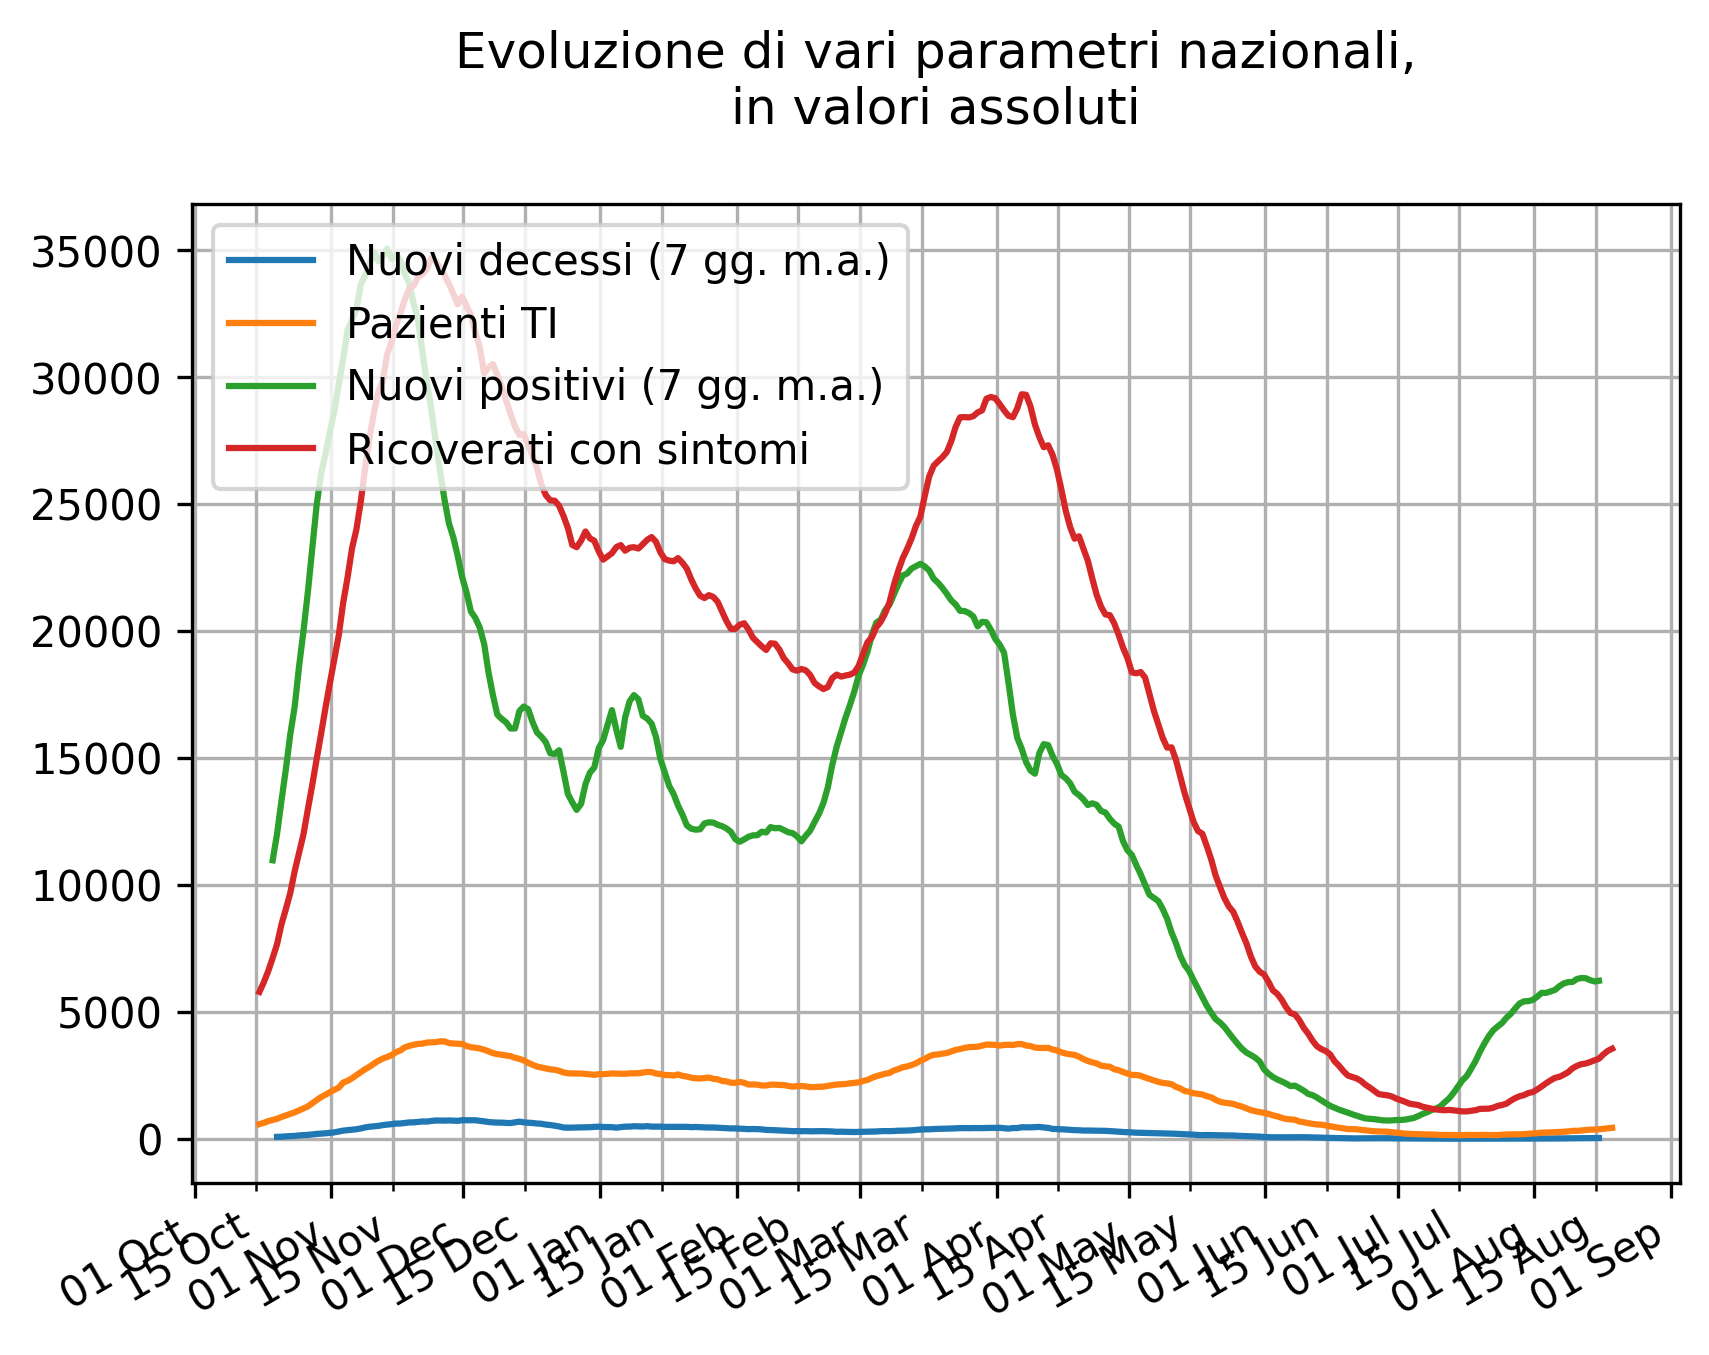 Evoluzione di vari parametri nazionali,
in valori assoluti
Nuovi decessi (7 gg. m.a.)
Pazienti TI
Nuovi positivi (7 gg. m.a.)
Ricoverati con sintomi
35000
30000
25000
20000
15000
10000
5000
0
01 Oct
15 Oct
01 Nov
15 Nov
01 Dec
15 Dec
01 Jan
15 Jan
01 Feb
15 Feb
01 Mar
15 Mar
01 Apr
15 Apr
01 May
15 May
01 Jun
15 Jun
01 Jul
15 Jul
01 Aug
15 Aug
01 Sep